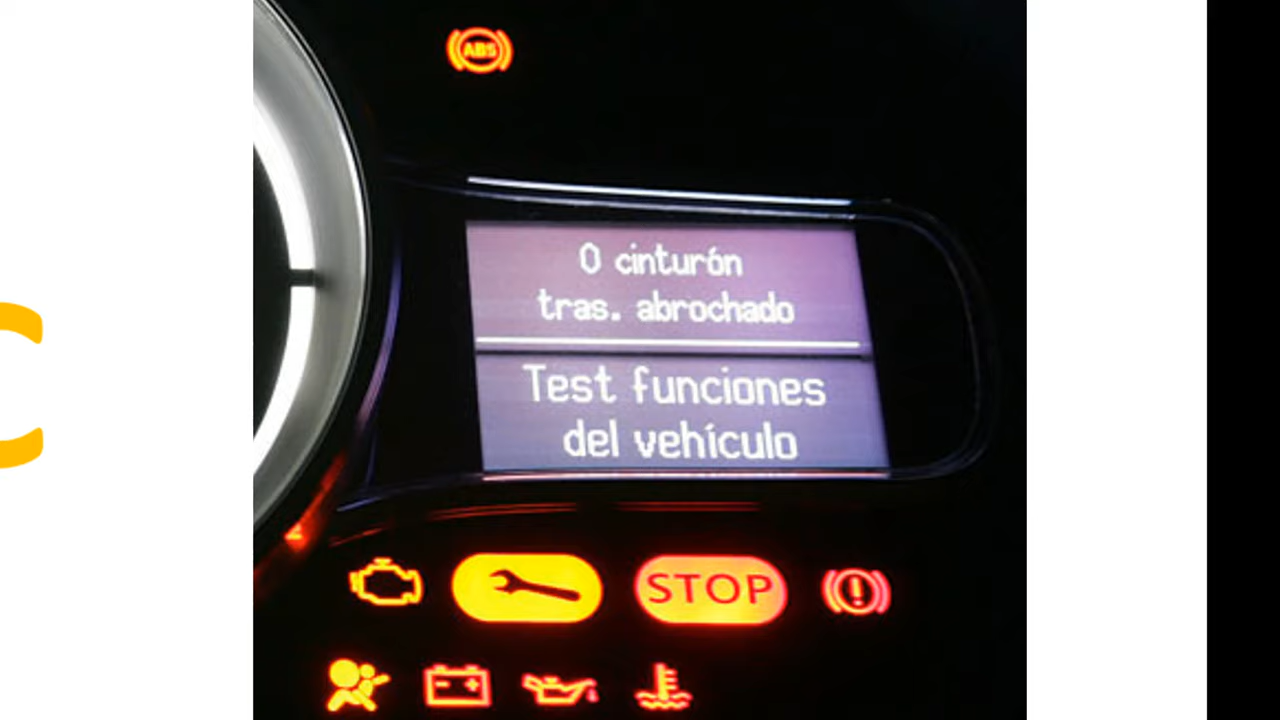 ABS
0 cinturón
tras. abrochado
Test funciones
del vehículo
STOP